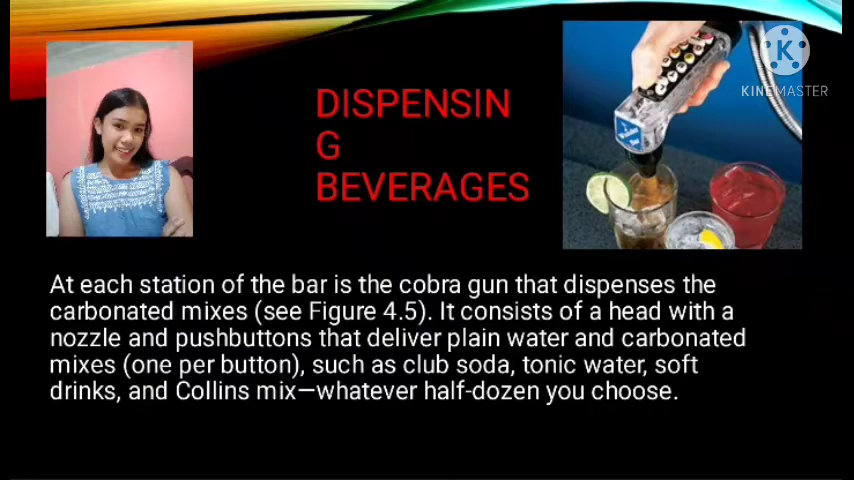 DISPENSIN
G
BEVERAGES
KINEMASTER
At each station of the bar is the cobra gun that dispenses the
carbonated mixes (see Figure 4.5). It consists of a head with a
nozzle and pushbuttons that deliver plain water and carbonated
mixes (one per button), such as club soda, tonic water, soft
drinks, and Collins mix—whatever half-dozen you choose.